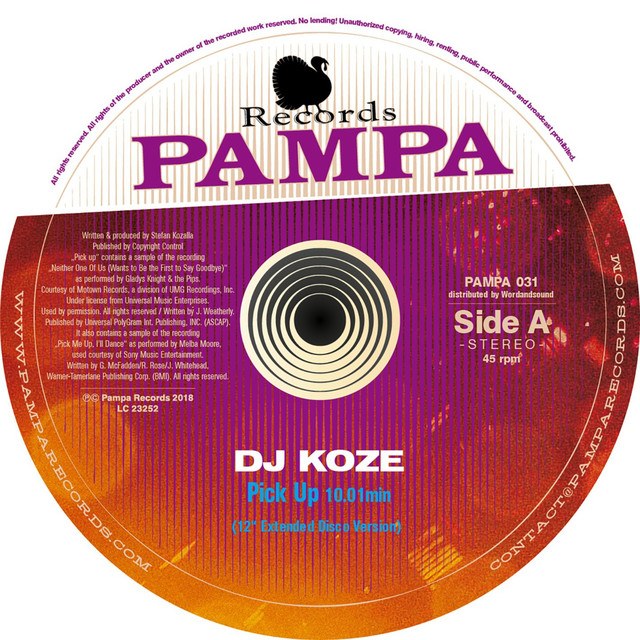 All rights reserved. All rights of the producer and the owner of the recorded work reserved. No lending! Unauthorized copying, hiring, renting, public performance and broadcast prohibited.
Records
PAMPA
Written & produced by Stefan Kozalla
Published by Copyright Control
„Pick up" contains a sample of the recording
„Neither One Of Us (Wants to Be the First to Say Goodbye)"
as performed by Gladys Knight & the Pips.
Courtesy of Motown Records, a division of UMG Recordings, Inc.
Under license from Universal Music Enterprises.
Used by permission. All rights reserved / Written by J. Weatherly.
Published by Universal PolyGram Int. Publishing, INC. (ASCAP).
It also contains a sample of the recording
„Pick Me Up, I'll Dance" as performed by Melba Moore,
used courtesy of Sony Music Entertainment.
Written by G. McFadden/R. Rose/J. Whitehead,
Warner-Tamerlane Publishing Corp. (BMI). All rights reserved.
℗© Pampa Records 2018
LC 23252
PAMPA 031
distributed by Wordandsound
Side A
-STEREO-
45 rpm
DJ KOZE
Pick Up 10.01min
(12" Extended Disco Version)
WWW.PAMPARECORDS.COM
CONTACT@PAMPARECORDS.COM